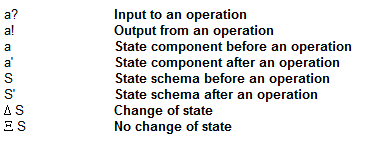 a? Input to an operation
a! Output from an operation
a State component before an operation
a' State component after an operation
S State schema before an operation
S' State schema after an operation
Δ S Change of state
Ξ S No change of state